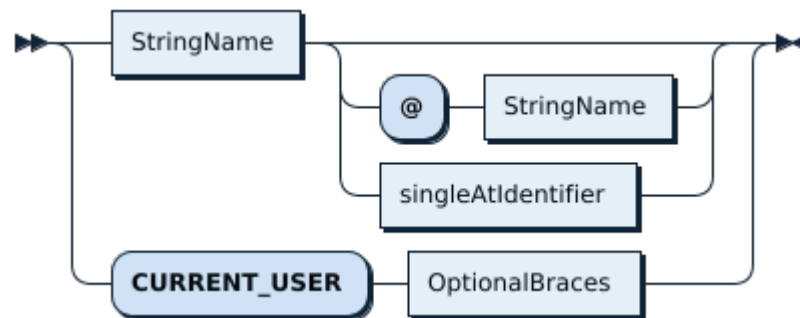 StringName
@ StringName
singleAtIdentifier
CURRENT_USER OptionalBraces